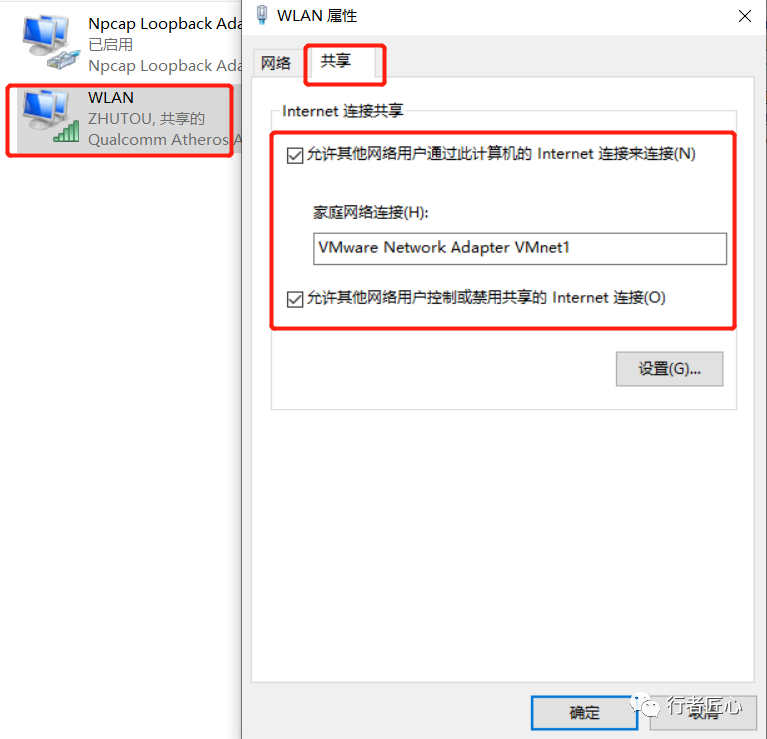 Npcap Loopback Ada
已启用
Npcap Loopback Ada
WLAN
ZHUTOU, 共享的
Qualcomm Atheros A
WLAN 属性
网络
共享
Internet 连接共享
允许其他网络用户通过此计算机的 Internet 连接来连接(N)
家庭网络连接(H):
VMware Network Adapter VMnet1
允许其他网络用户控制或禁用共享的 Internet 连接(O)
设置(G)...
确定
取消
行者匠心